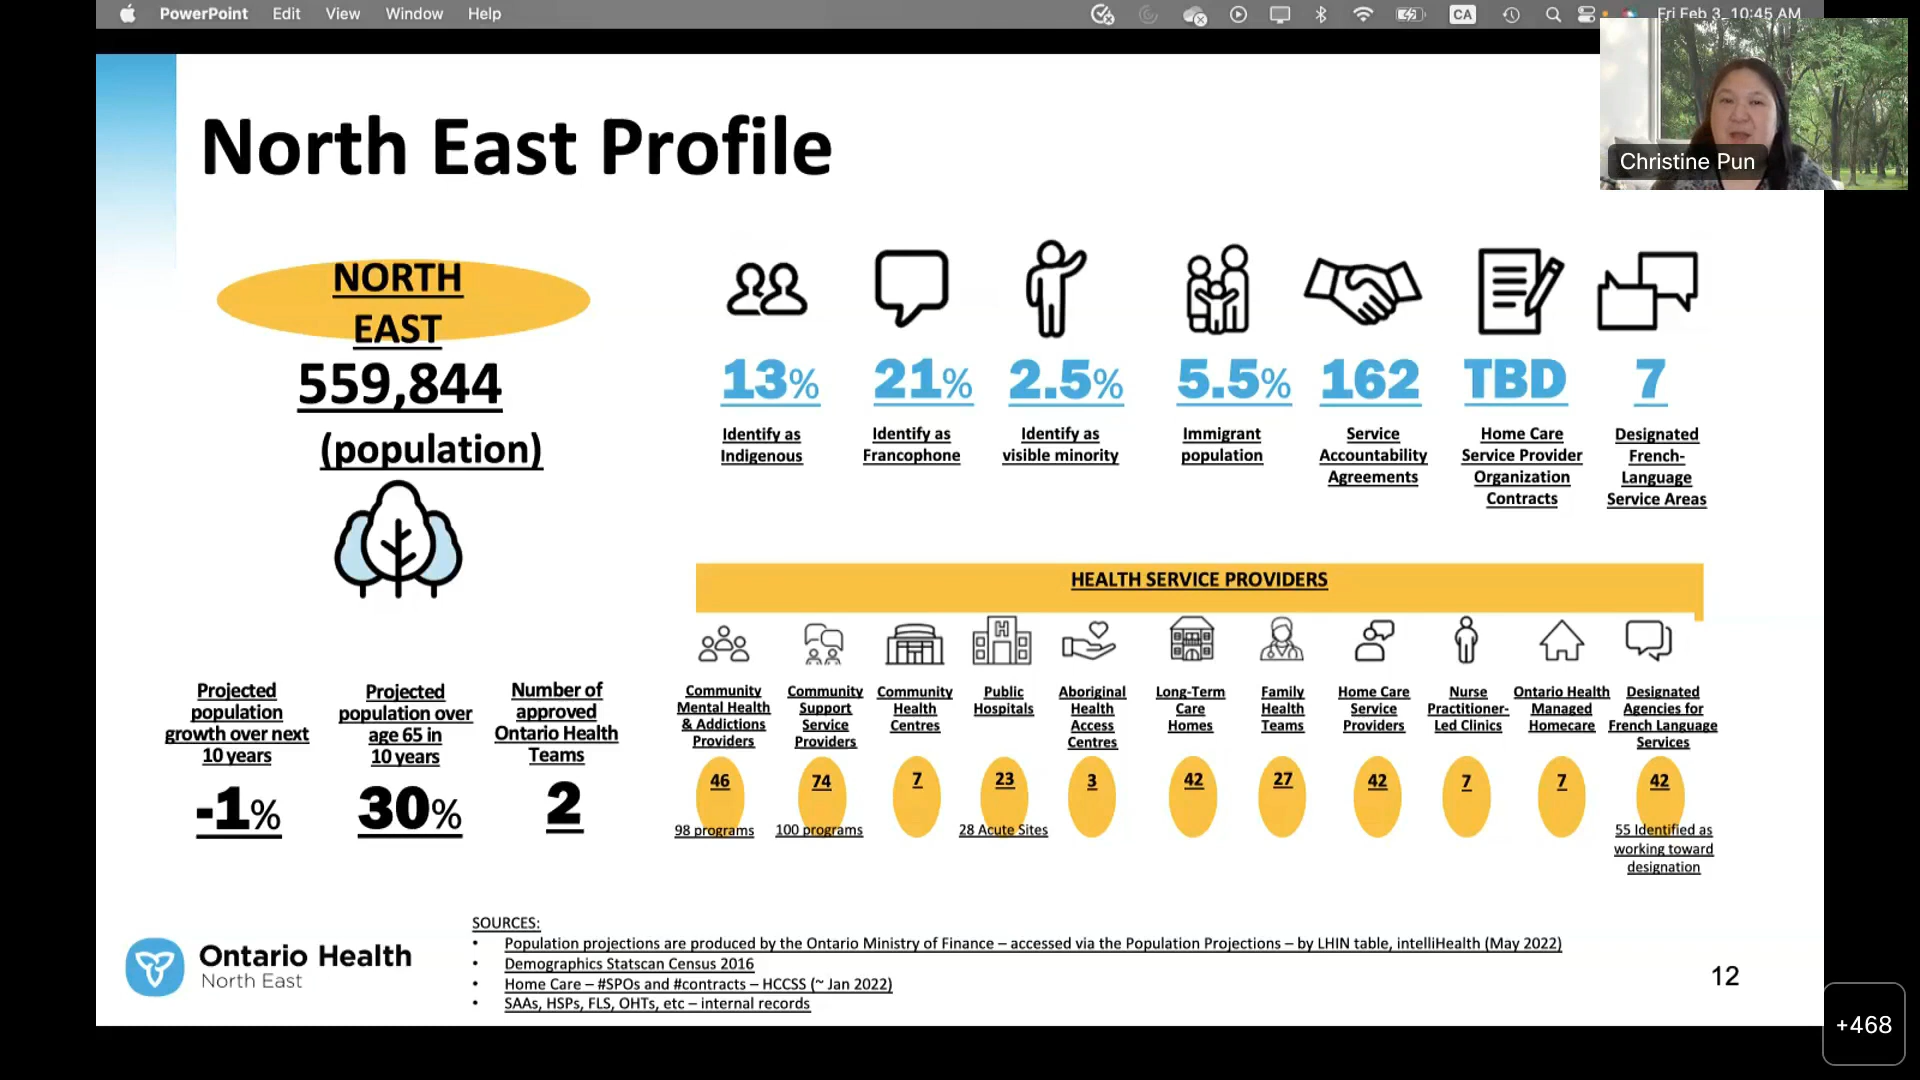 PowerPoint Edit View Window Help
CA
Fri Feb 3 10:45 AM
Christine Pun
North East Profile
NORTH
EAST
559,844
(population)
13%
Identify as
Indigenous
21%
Identify as
Francophone
2.5%
Identify as
visible minority
5.5%
Immigrant
population
162
Service
Accountability
Agreements
TBD
Home Care
Service Provider
Organization
Contracts
7
Designated
French-
Language
Service Areas
Projected
population
growth over next
10 years
-1%
Projected
population over
age 65 in
10 years
30%
Number of
approved
Ontario Health
Teams
2
HEALTH SERVICE PROVIDERS
H
Community
Mental Health
& Addictions
Providers
46
98 programs
Community
Support
Service
Providers
74
100 programs
Community
Health
Centres
7
Public
Hospitals
23
28 Acute Sites
Aboriginal
Health
Access
Centres
3
Long-Term
Care
Homes
42
Family
Health
Teams
27
Home Care
Service
Providers
42
Nurse
Practitioner-
Led Clinics
7
Ontario Health
Managed
Homecare
7
Designated
Agencies for
French Language
Services
42
55 Identified as
working toward
designation
Ontario Health
North East
SOURCES:
• Population projections are produced by the Ontario Ministry of Finance – accessed via the Population Projections – by LHIN table, intelliHealth (May 2022)
• Demographics Statscan Census 2016
• Home Care – #SPOs and #contracts – HCCSS (~ Jan 2022)
• SAAs, HSPs, FLS, OHTs, etc – internal records
12
+468